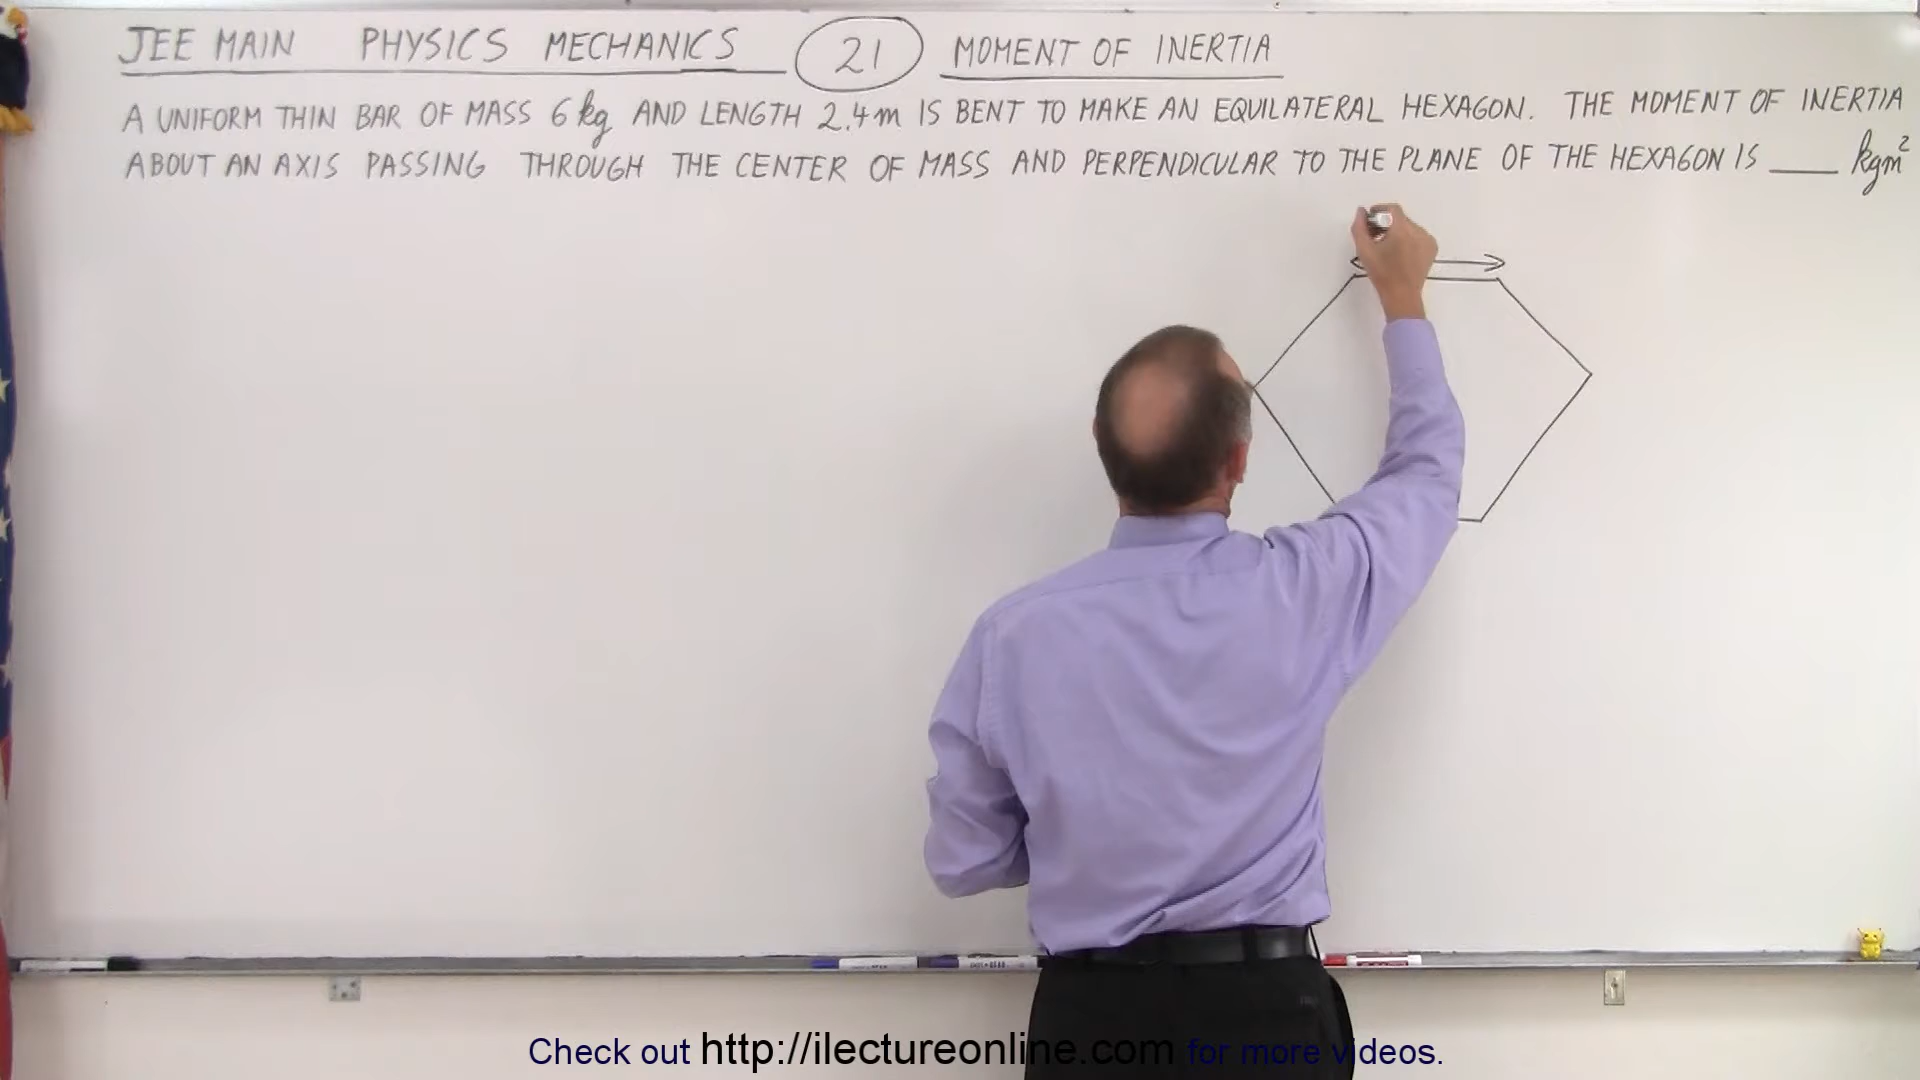 JEE MAIN PHYSICS MECHANICS 21 MOMENT OF INERTIA
A UNIFORM THIN BAR OF MASS 6 kg AND LENGTH 2.4 m IS BENT TO MAKE AN EQUILATERAL HEXAGON. THE MOMENT OF INERTIA
ABOUT AN AXIS PASSING THROUGH THE CENTER OF MASS AND PERPENDICULAR TO THE PLANE OF THE HEXAGON IS ____ kgm²
Check out http://ilectureonline.com for more videos.